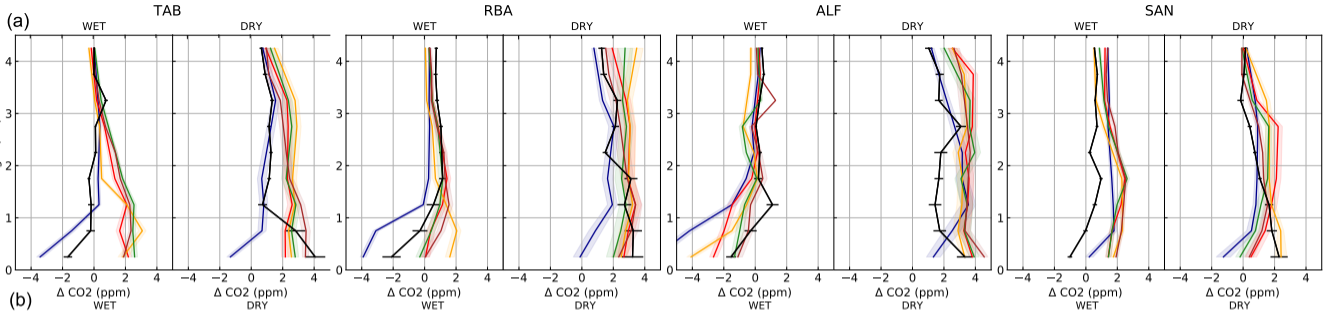 (a)
TAB RBA ALF SAN
WET DRY WET DRY WET DRY WET DRY
4 4 4 4
3 3 3 3
2 2 2 2
1 1 1 1
0 0 0 0
−4 −2 0 2 4 −4 −2 0 2 4 −4 −2 0 2 4 −4 −2 0 2 4 −4 −2 0 2 4 −4 −2 0 2 4 −4 −2 0 2 4 −4 −2 0 2 4
Δ CO2 (ppm) Δ CO2 (ppm) Δ CO2 (ppm) Δ CO2 (ppm) Δ CO2 (ppm) Δ CO2 (ppm) Δ CO2 (ppm) Δ CO2 (ppm)
(b)
WET DRY WET DRY WET DRY WET DRY